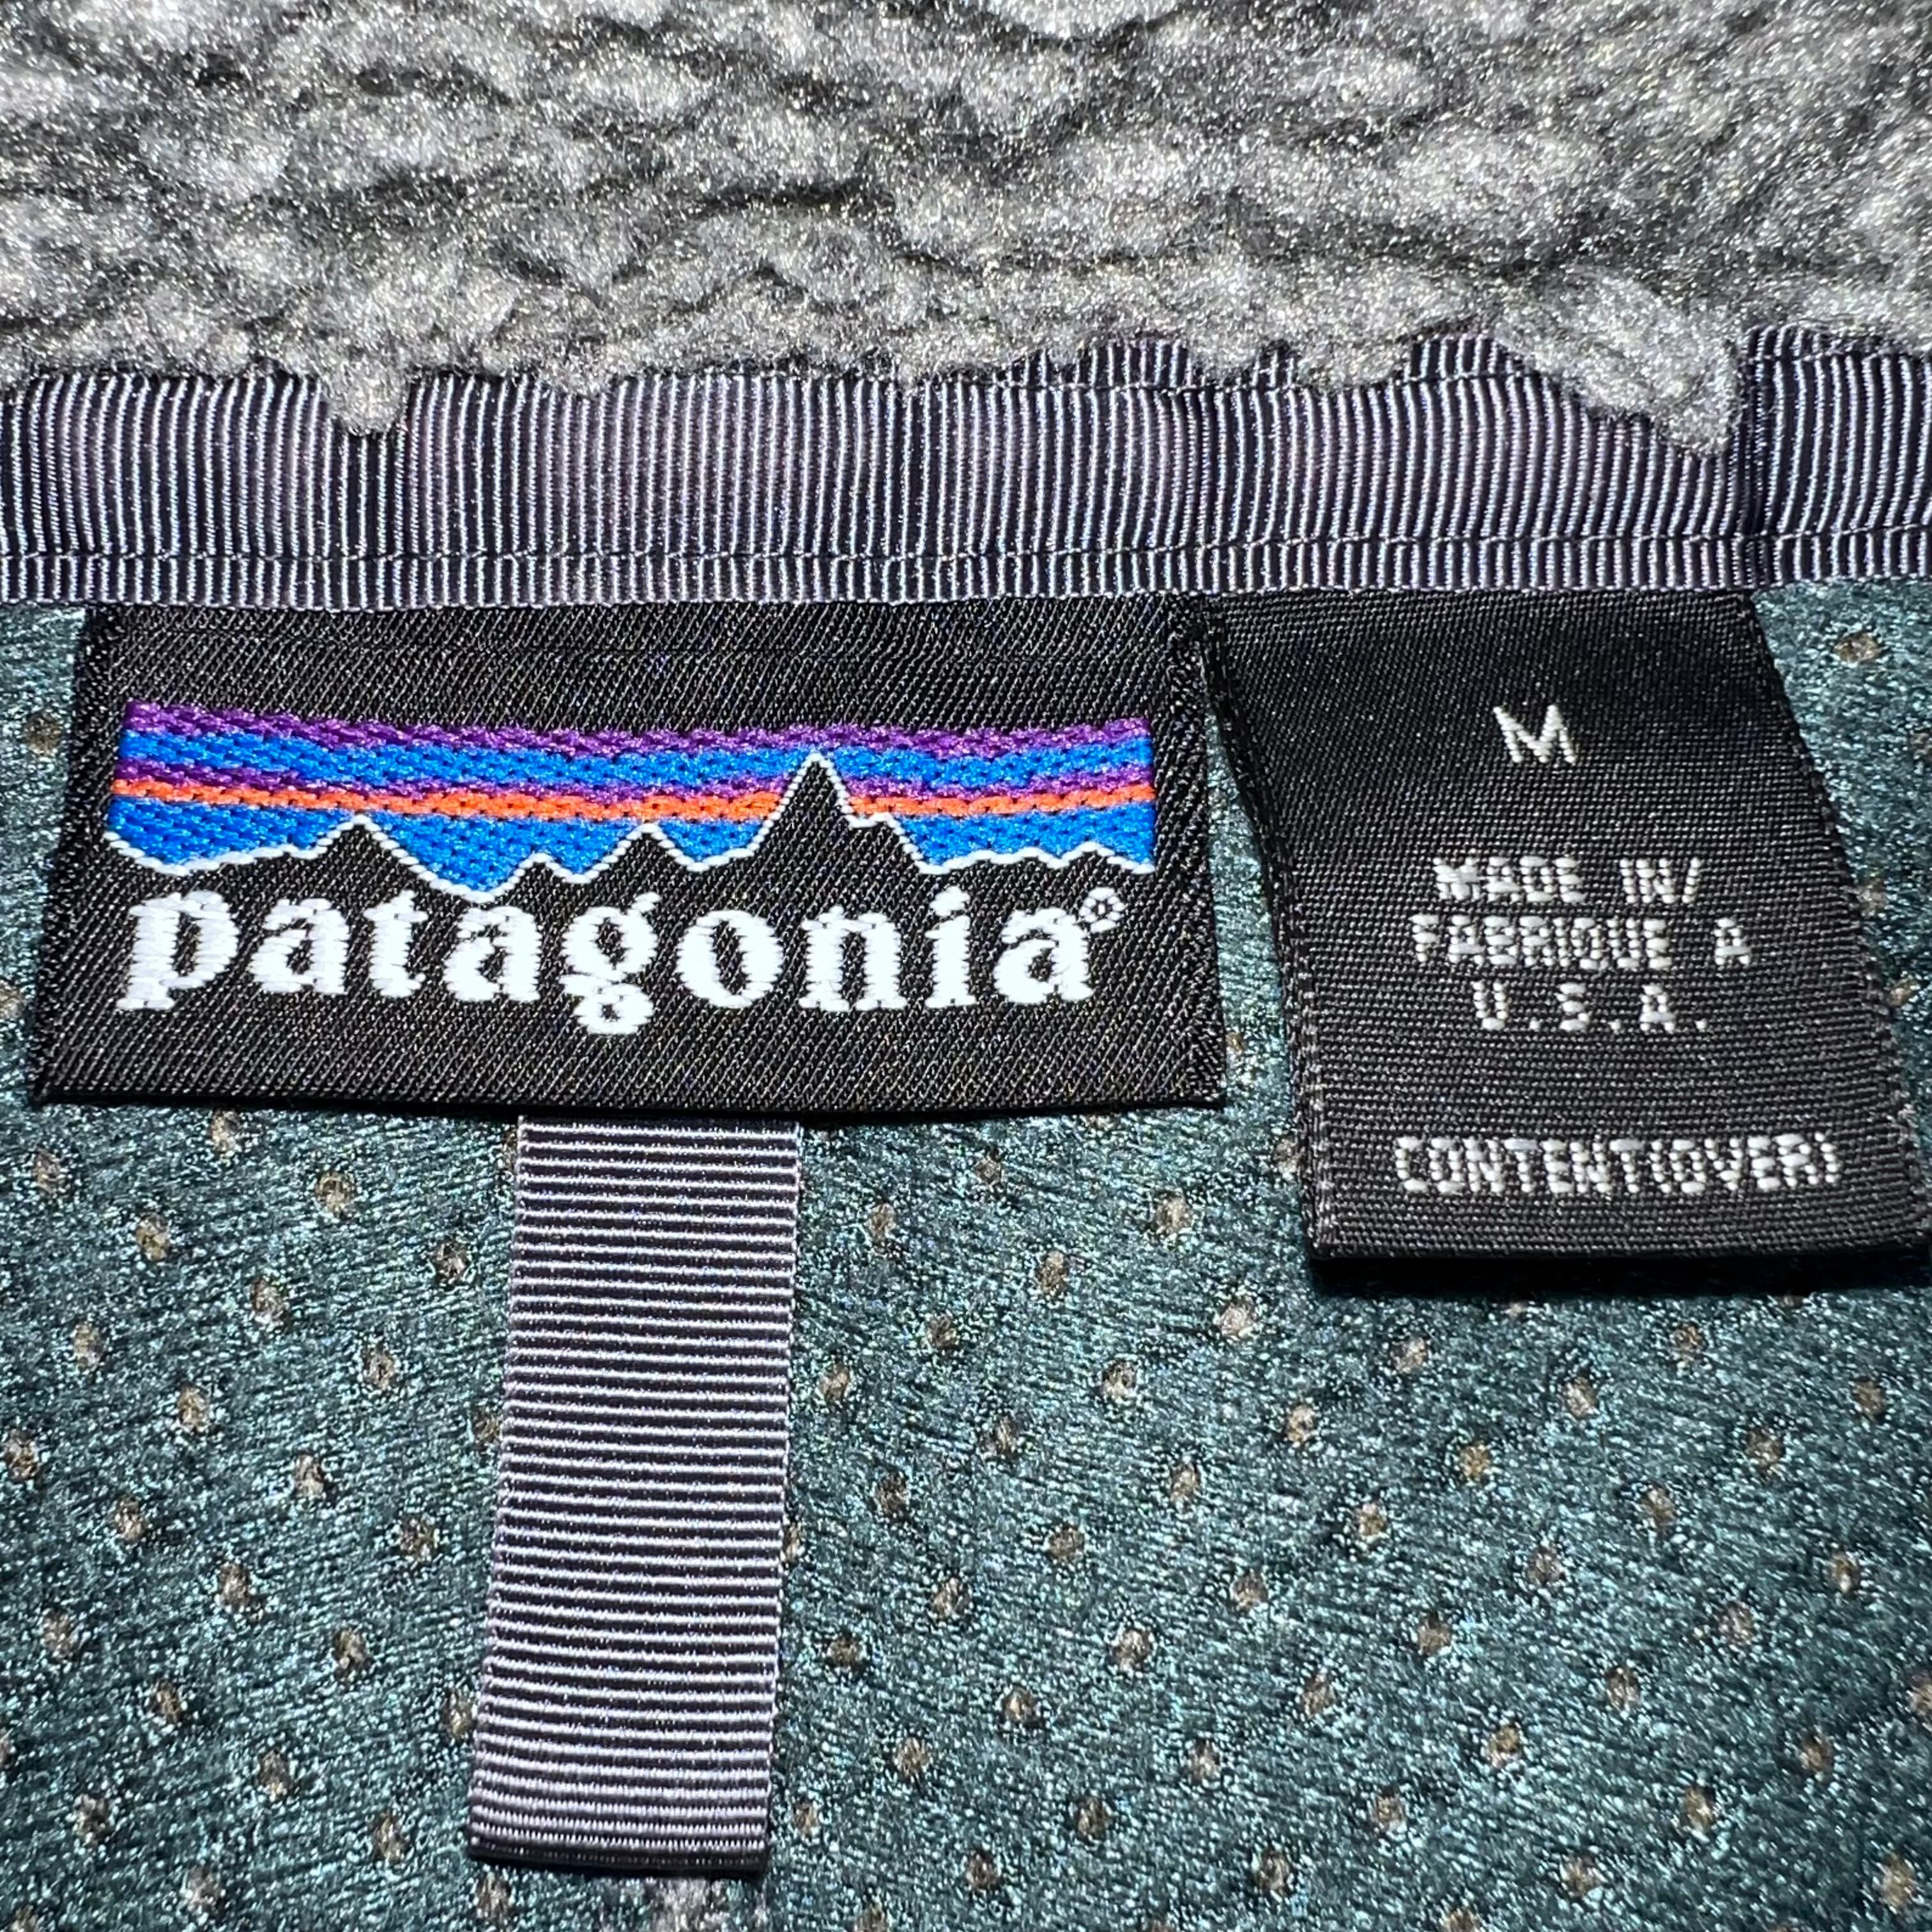 patagonia®
M
MADE IN/
FABRIQUE A
U.S.A.
CONTENT(OVER)